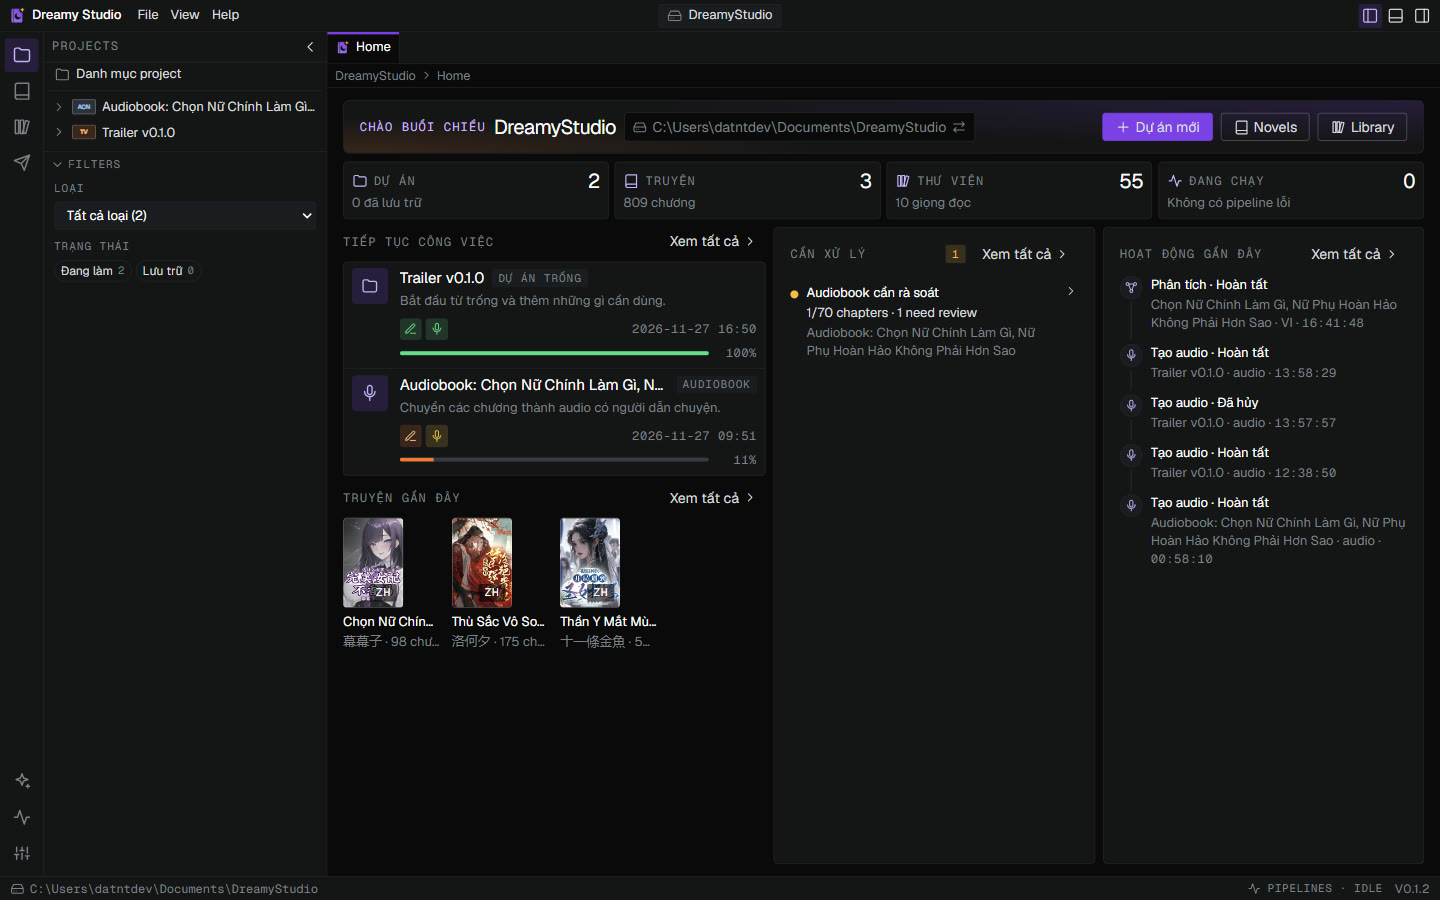 Dreamy Studio File View Help
DreamyStudio
PROJECTS
Danh mục project
ACN Audiobook: Chọn Nữ Chính Làm Gì...
TV Trailer v0.1.0
FILTERS
LOẠI
Tất cả loại (2)
TRẠNG THÁI
Đang làm 2 Lưu trữ 0
Home
DreamyStudio > Home
CHÀO BUỔI CHIỀU DreamyStudio C:\Users\datntdev\Documents\DreamyStudio
+ Dự án mới Novels Library
DỰ ÁN 2
0 đã lưu trữ
TRUYỆN 3
809 chương
THƯ VIỆN 55
10 giọng đọc
ĐANG CHẠY 0
Không có pipeline lỗi
TIẾP TỤC CÔNG VIỆC Xem tất cả
Trailer v0.1.0 DỰ ÁN TRỐNG
Bắt đầu từ trống và thêm những gì cần dùng.
2026-11-27 16:50
100%
Audiobook: Chọn Nữ Chính Làm Gì, N... AUDIOBOOK
Chuyển các chương thành audio có người dẫn chuyện.
2026-11-27 09:51
11%
TRUYỆN GẦN ĐÂY Xem tất cả
ZH
Chọn Nữ Chín...
幕幕子 · 98 chư...
ZH
Thù Sắc Vô So...
洛何夕 · 175 ch...
ZH
Thần Y Mắt Mù...
十一條金魚 · 5...
CẦN XỬ LÝ 1 Xem tất cả
Audiobook cần rà soát
1/70 chapters · 1 need review
Audiobook: Chọn Nữ Chính Làm Gì, Nữ
Phụ Hoàn Hảo Không Phải Hơn Sao
HOẠT ĐỘNG GẦN ĐÂY Xem tất cả
Phân tích · Hoàn tất
Chọn Nữ Chính Làm Gì, Nữ Phụ Hoàn Hảo
Không Phải Hơn Sao · VI · 16:41:48
Tạo audio · Hoàn tất
Trailer v0.1.0 · audio · 13:58:29
Tạo audio · Đã hủy
Trailer v0.1.0 · audio · 13:57:57
Tạo audio · Hoàn tất
Trailer v0.1.0 · audio · 12:38:50
Tạo audio · Hoàn tất
Audiobook: Chọn Nữ Chính Làm Gì, Nữ Phụ
Hoàn Hảo Không Phải Hơn Sao · audio ·
00:58:10
C:\Users\datntdev\Documents\DreamyStudio
PIPELINES · IDLE V0.1.2